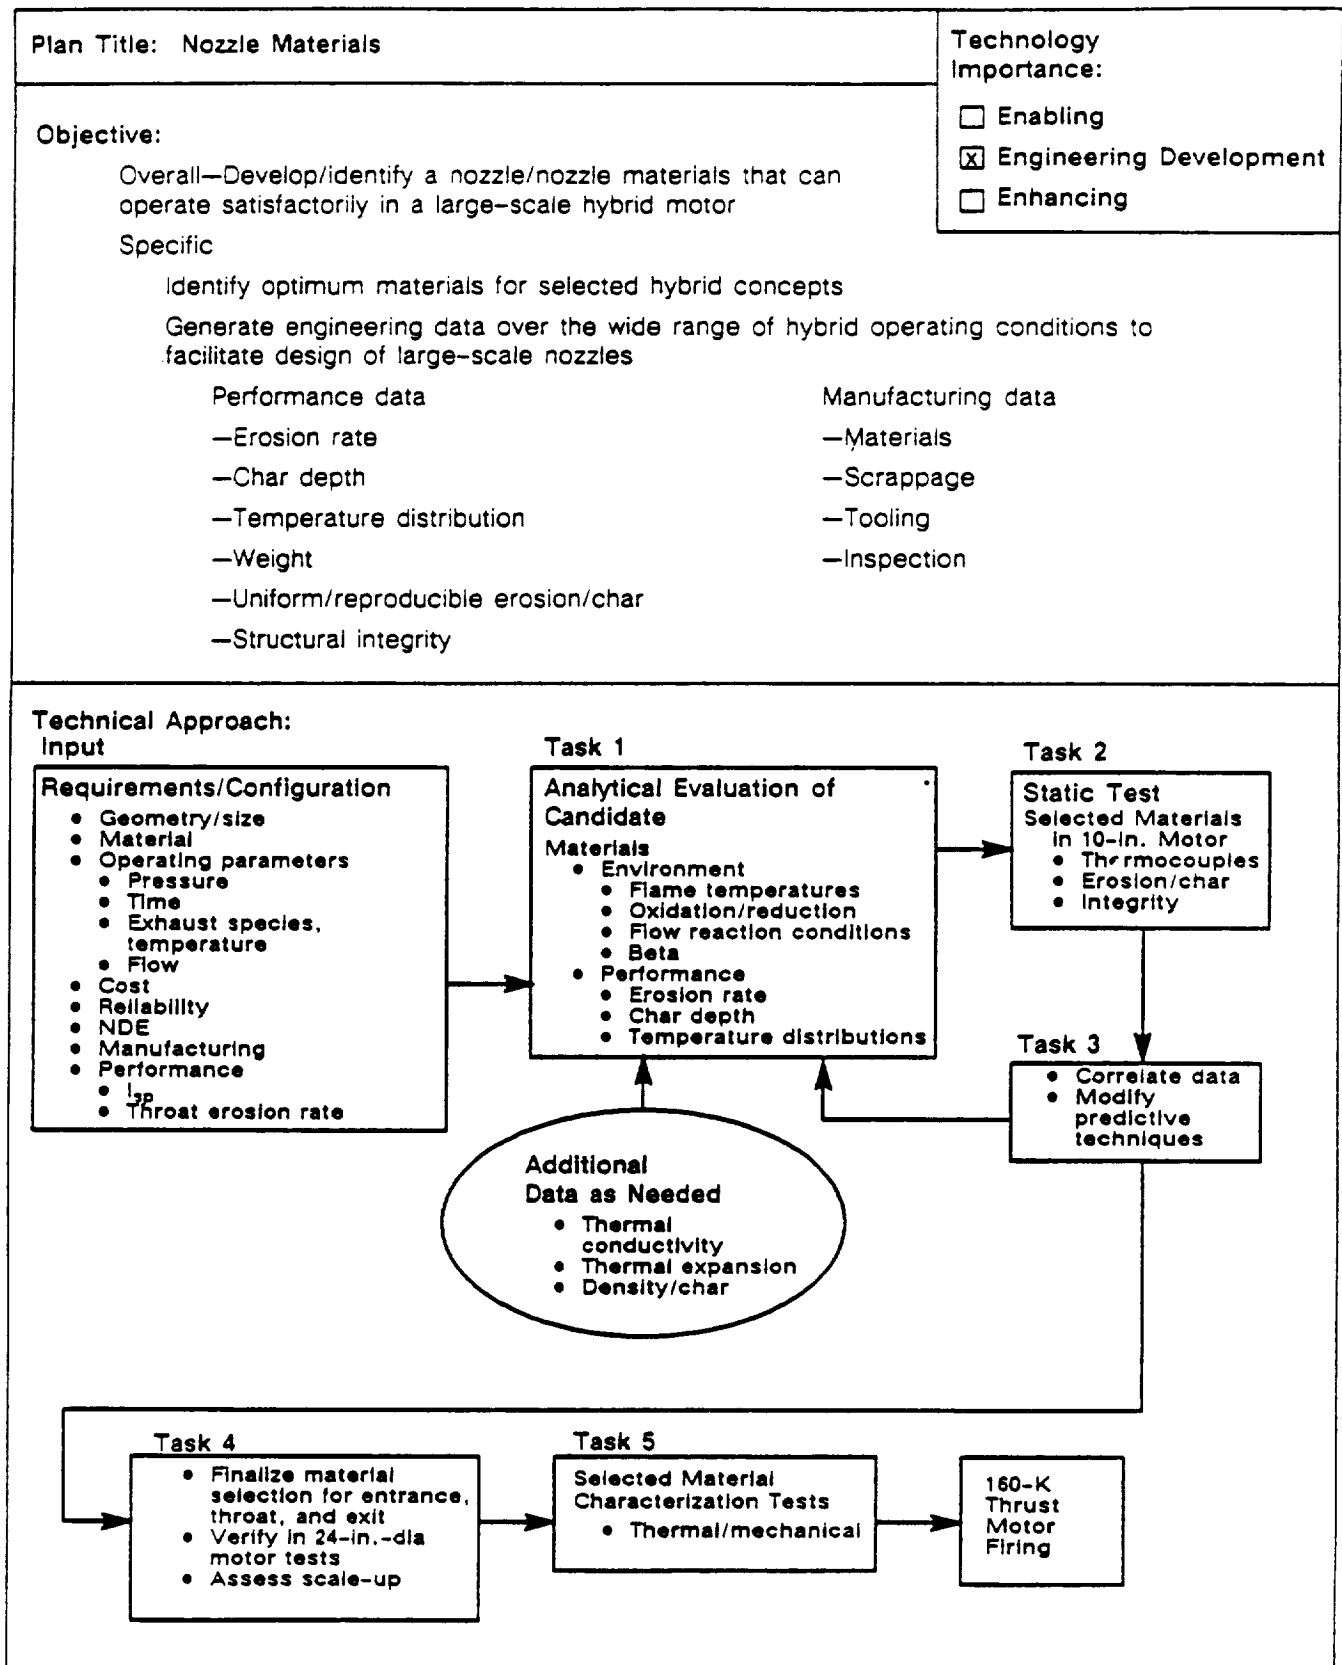 Plan Title: Nozzle Materials
Technology
Importance:
Enabling
X Engineering Development
Enhancing
Objective:
Overall—Develop/identify a nozzle/nozzle materials that can
operate satisfactorily in a large-scale hybrid motor
Specific
Identify optimum materials for selected hybrid concepts
Generate engineering data over the wide range of hybrid operating conditions to
facilitate design of large-scale nozzles
Performance data
—Erosion rate
—Char depth
—Temperature distribution
—Weight
—Uniform/reproducible erosion/char
—Structural integrity
Manufacturing data
—Materials
—Scrappage
—Tooling
—Inspection
Technical Approach:
Input
Requirements/Configuration
• Geometry/size
• Material
• Operating parameters
• Pressure
• Time
• Exhaust species,
temperature
• Flow
• Cost
• Reliability
• NDE
• Manufacturing
• Performance
• Isp
• Throat erosion rate
Task 1
Analytical Evaluation of
Candidate
Materials
• Environment
• Flame temperatures
• Oxidation/reduction
• Flow reaction conditions
• Beta
• Performance
• Erosion rate
• Char depth
• Temperature distributions
Task 2
Static Test
Selected Materials
in 10-in. Motor
• Thermocouples
• Erosion/char
• Integrity
Task 3
• Correlate data
• Modify
predictive
techniques
Additional
Data as Needed
• Thermal
conductivity
• Thermal expansion
• Density/char
Task 4
• Finalize material
selection for entrance,
throat, and exit
• Verify in 24-in.-dia
motor tests
• Assess scale-up
Task 5
Selected Material
Characterization Tests
• Thermal/mechanical
160-K
Thrust
Motor
Firing